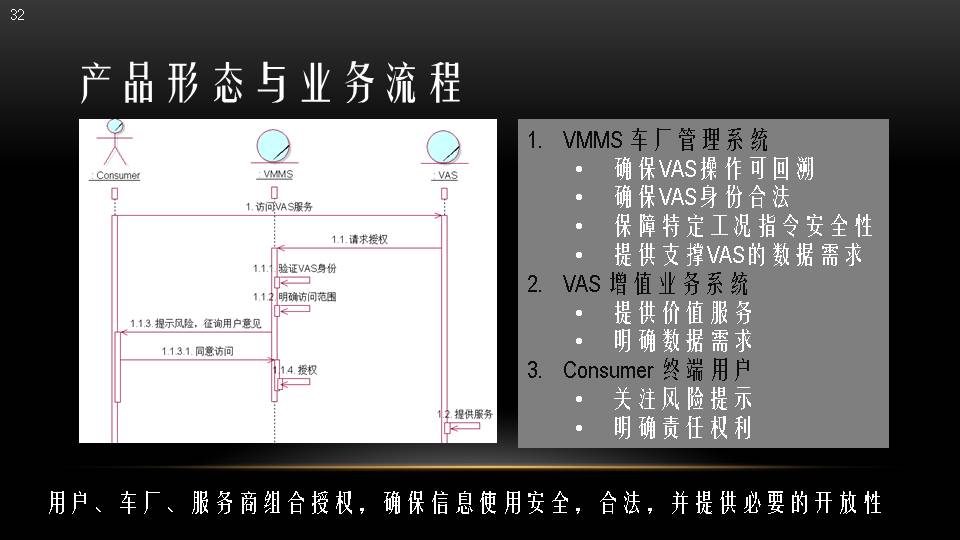 32
产品形态与业务流程
: Consumer
: VMMS
: VAS
1. 访问VAS服务
1.1. 请求授权
1.1.1. 验证VAS身份
1.1.2. 明确访问范围
1.1.3. 提示风险，征询用户意见
1.1.3.1. 同意访问
1.1.4. 授权
1.2. 提供服务
1. VMMS 车厂管理系统
• 确保VAS操作可回溯
• 确保VAS身份合法
• 保障特定工况指令安全性
• 提供支撑VAS的数据需求
2. VAS 增值业务系统
• 提供价值服务
• 明确数据需求
3. Consumer 终端用户
• 关注风险提示
• 明确责任权利
用户、车厂、服务商组合授权，确保信息使用安全，合法，并提供必要的开放性